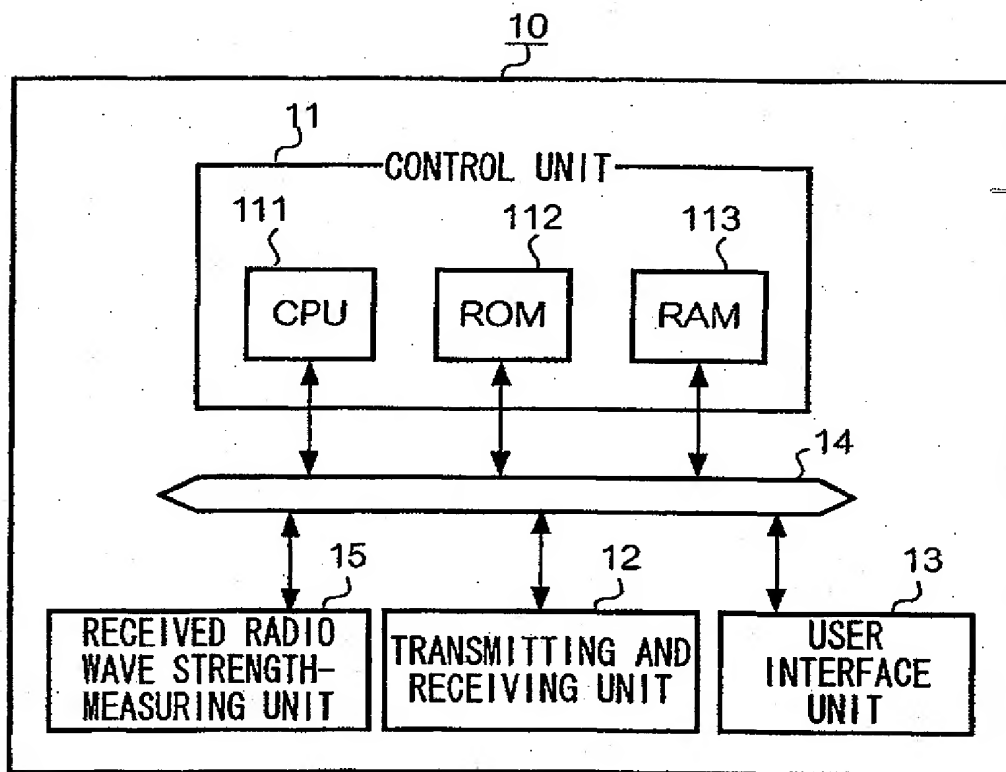 10
11
CONTROL UNIT
111
112
113
CPU
ROM
RAM
14
15
12
13
RECEIVED RADIO
WAVE STRENGTH-
MEASURING UNIT
TRANSMITTING AND
RECEIVING UNIT
USER
INTERFACE
UNIT